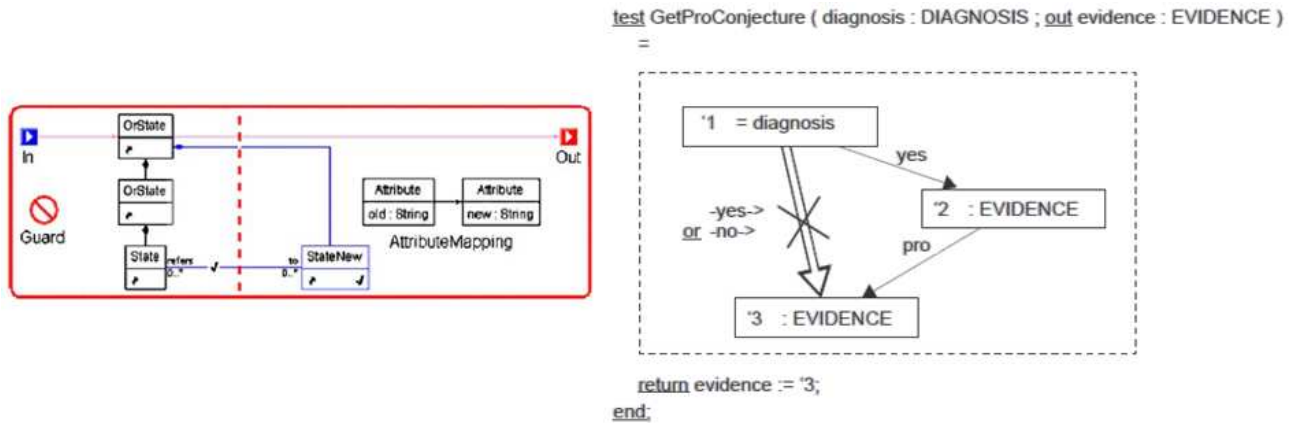 OrState
In
Out
OrState
Attribute
Attribute
old : String
new : String
Guard
AttributeMapping
State
refers
0..*
to
0..*
StateNew
test GetProConjecture ( diagnosis : DIAGNOSIS ; out evidence : EVIDENCE )
=
'1 = diagnosis
yes
-yes->
or -no->
'2 : EVIDENCE
pro
'3 : EVIDENCE
return evidence := '3;
end;